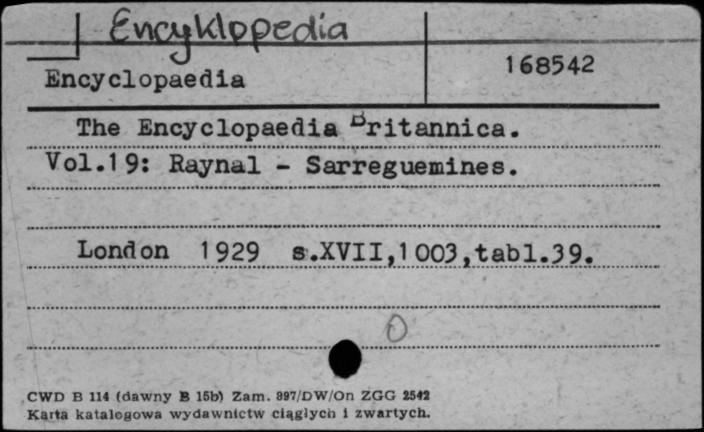 Encyklopedia
Encyclopaedia
168542
The Encyclopaedia Britannica.
Vol.19: Raynal - Sarreguemines.
London 1929 s.XVII,1003,tabl.39.
0
CWD B 114 (dawny B 15b) Zam. 897/DW/On ZGG 2542
Karta katalogowa wydawnictw ciągłych i zwartych.